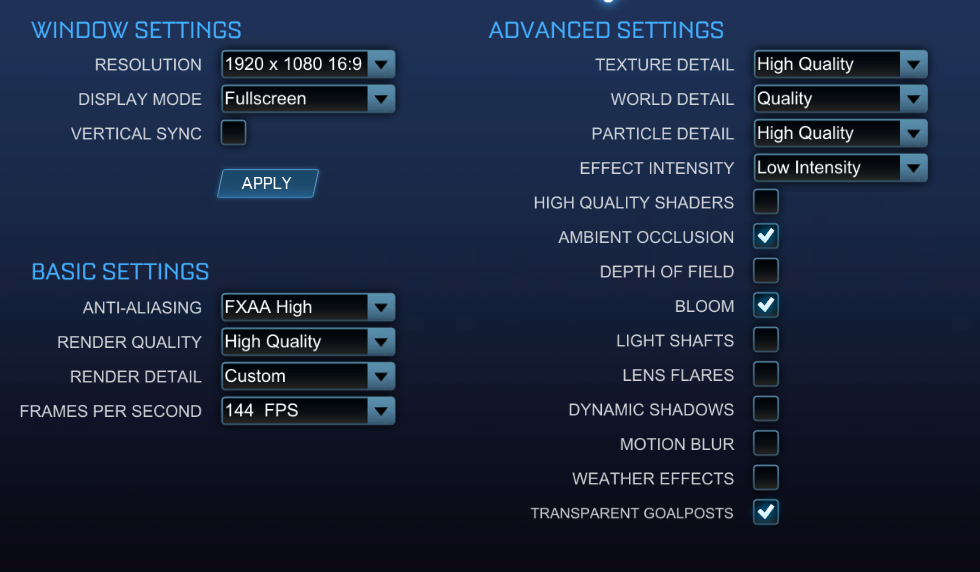 WINDOW SETTINGS
RESOLUTION 1920 x 1080 16:9
DISPLAY MODE Fullscreen
VERTICAL SYNC
APPLY
BASIC SETTINGS
ANTI-ALIASING FXAA High
RENDER QUALITY High Quality
RENDER DETAIL Custom
FRAMES PER SECOND 144 FPS
ADVANCED SETTINGS
TEXTURE DETAIL High Quality
WORLD DETAIL Quality
PARTICLE DETAIL High Quality
EFFECT INTENSITY Low Intensity
HIGH QUALITY SHADERS
AMBIENT OCCLUSION
DEPTH OF FIELD
BLOOM
LIGHT SHAFTS
LENS FLARES
DYNAMIC SHADOWS
MOTION BLUR
WEATHER EFFECTS
TRANSPARENT GOALPOSTS